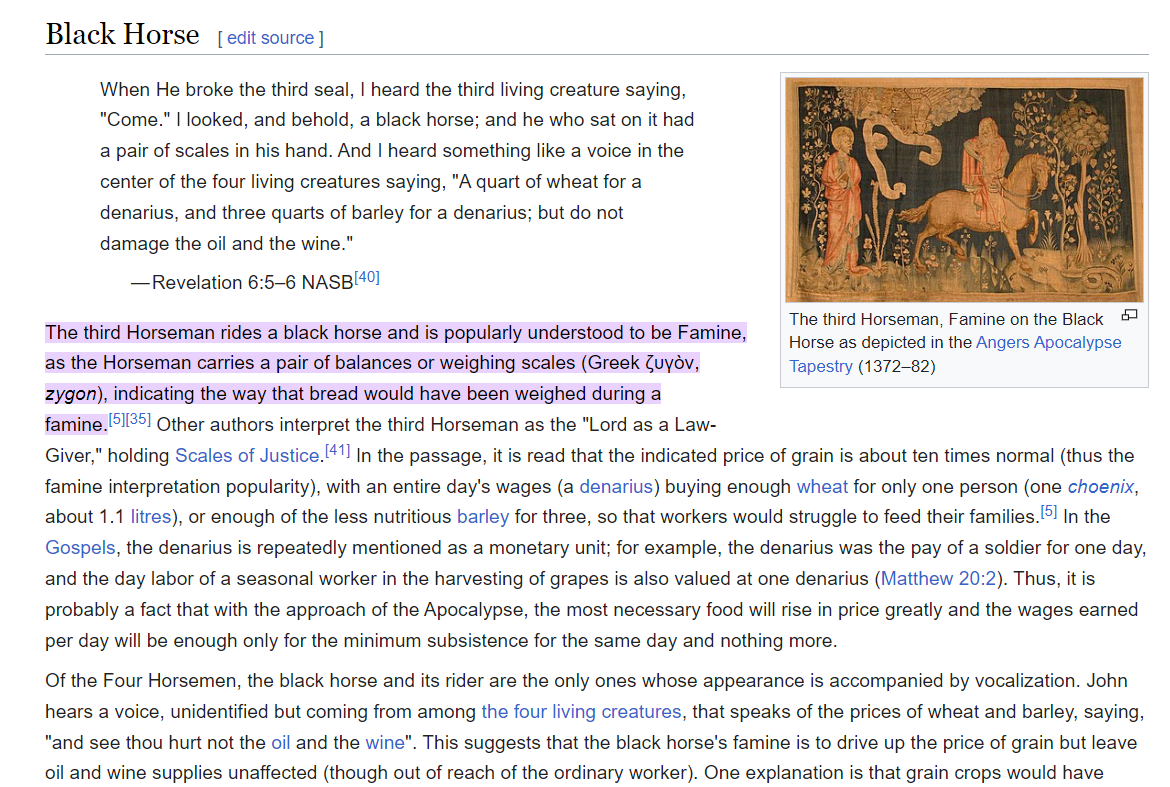 Black Horse [ edit source ]
When He broke the third seal, I heard the third living creature saying,
"Come." I looked, and behold, a black horse; and he who sat on it had
a pair of scales in his hand. And I heard something like a voice in the
center of the four living creatures saying, "A quart of wheat for a
denarius, and three quarts of barley for a denarius; but do not
damage the oil and the wine."
— Revelation 6:5–6 NASB[40]
The third Horseman, Famine on the Black
Horse as depicted in the Angers Apocalypse
Tapestry (1372–82)
The third Horseman rides a black horse and is popularly understood to be Famine,
as the Horseman carries a pair of balances or weighing scales (Greek ζυγὸν,
zygon), indicating the way that bread would have been weighed during a
famine.[5][35] Other authors interpret the third Horseman as the "Lord as a Law-
Giver," holding Scales of Justice.[41] In the passage, it is read that the indicated price of grain is about ten times normal (thus the
famine interpretation popularity), with an entire day's wages (a denarius) buying enough wheat for only one person (one choenix,
about 1.1 litres), or enough of the less nutritious barley for three, so that workers would struggle to feed their families.[5] In the
Gospels, the denarius is repeatedly mentioned as a monetary unit; for example, the denarius was the pay of a soldier for one day,
and the day labor of a seasonal worker in the harvesting of grapes is also valued at one denarius (Matthew 20:2). Thus, it is
probably a fact that with the approach of the Apocalypse, the most necessary food will rise in price greatly and the wages earned
per day will be enough only for the minimum subsistence for the same day and nothing more.
Of the Four Horsemen, the black horse and its rider are the only ones whose appearance is accompanied by vocalization. John
hears a voice, unidentified but coming from among the four living creatures, that speaks of the prices of wheat and barley, saying,
"and see thou hurt not the oil and the wine". This suggests that the black horse's famine is to drive up the price of grain but leave
oil and wine supplies unaffected (though out of reach of the ordinary worker). One explanation is that grain crops would have